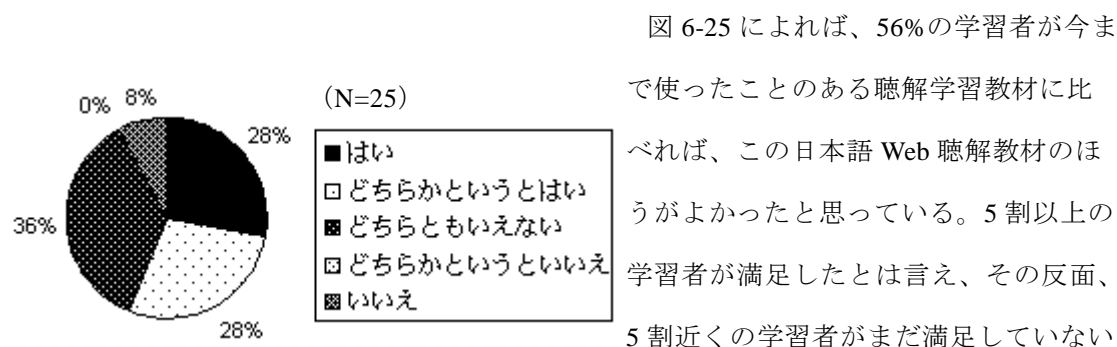 図 6-25 によれば、56%の学習者が今ま
で使ったことのある聴解学習教材に比
べれば、この日本語 Web 聴解教材のほ
うがよかったと思っている。5 割以上の
学習者が満足したとは言え、その反面、
5 割近くの学習者がまだ満足していない
(N=25)
0%
8%
28%
36%
28%
はい
どちらかというとはい
どちらともいえない
どちらかというといいえ
いいえ